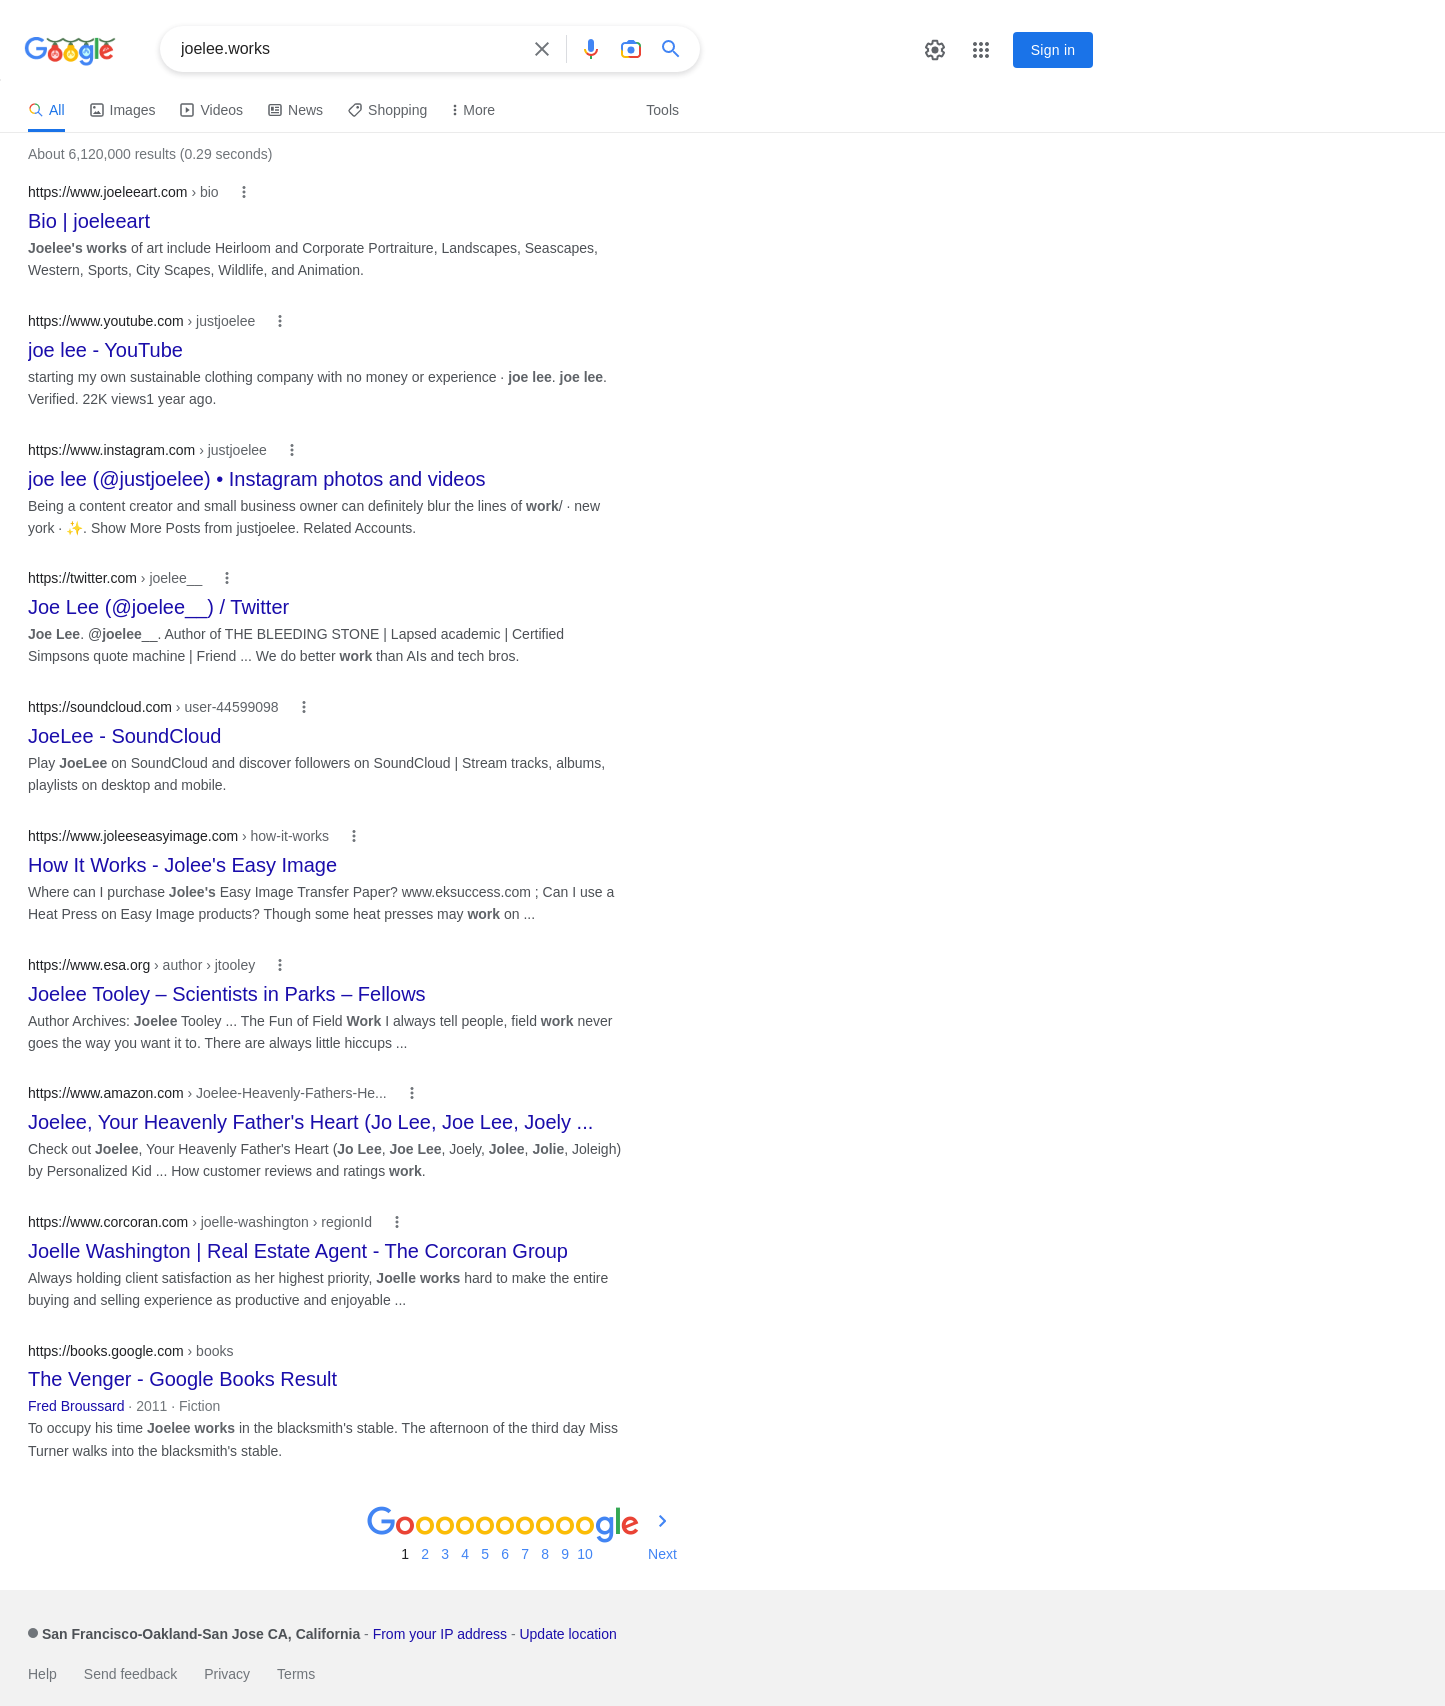 Google
joelee.works
Sign in
All Images Videos News Shopping More Tools
About 6,120,000 results (0.29 seconds)
https://www.joeleeart.com › bio
Bio | joeleeart
Joelee's works of art include Heirloom and Corporate Portraiture, Landscapes, Seascapes,
Western, Sports, City Scapes, Wildlife, and Animation.
https://www.youtube.com › justjoelee
joe lee - YouTube
starting my own sustainable clothing company with no money or experience · joe lee. joe lee.
Verified. 22K views1 year ago.
https://www.instagram.com › justjoelee
joe lee (@justjoelee) • Instagram photos and videos
Being a content creator and small business owner can definitely blur the lines of work/ · new
york · ✨. Show More Posts from justjoelee. Related Accounts.
https://twitter.com › joelee__
Joe Lee (@joelee__) / Twitter
Joe Lee. @joelee__. Author of THE BLEEDING STONE | Lapsed academic | Certified
Simpsons quote machine | Friend ... We do better work than AIs and tech bros.
https://soundcloud.com › user-44599098
JoeLee - SoundCloud
Play JoeLee on SoundCloud and discover followers on SoundCloud | Stream tracks, albums,
playlists on desktop and mobile.
https://www.joleeseasyimage.com › how-it-works
How It Works - Jolee's Easy Image
Where can I purchase Jolee's Easy Image Transfer Paper? www.eksuccess.com ; Can I use a
Heat Press on Easy Image products? Though some heat presses may work on ...
https://www.esa.org › author › jtooley
Joelee Tooley – Scientists in Parks – Fellows
Author Archives: Joelee Tooley ... The Fun of Field Work I always tell people, field work never
goes the way you want it to. There are always little hiccups ...
https://www.amazon.com › Joelee-Heavenly-Fathers-He...
Joelee, Your Heavenly Father's Heart (Jo Lee, Joe Lee, Joely ...
Check out Joelee, Your Heavenly Father's Heart (Jo Lee, Joe Lee, Joely, Jolee, Jolie, Joleigh)
by Personalized Kid ... How customer reviews and ratings work.
https://www.corcoran.com › joelle-washington › regionId
Joelle Washington | Real Estate Agent - The Corcoran Group
Always holding client satisfaction as her highest priority, Joelle works hard to make the entire
buying and selling experience as productive and enjoyable ...
https://books.google.com › books
The Venger - Google Books Result
Fred Broussard · 2011 · Fiction
To occupy his time Joelee works in the blacksmith's stable. The afternoon of the third day Miss
Turner walks into the blacksmith's stable.
Goooooooooogle
1 2 3 4 5 6 7 8 9 10 Next
San Francisco-Oakland-San Jose CA, California - From your IP address - Update location
Help Send feedback Privacy Terms